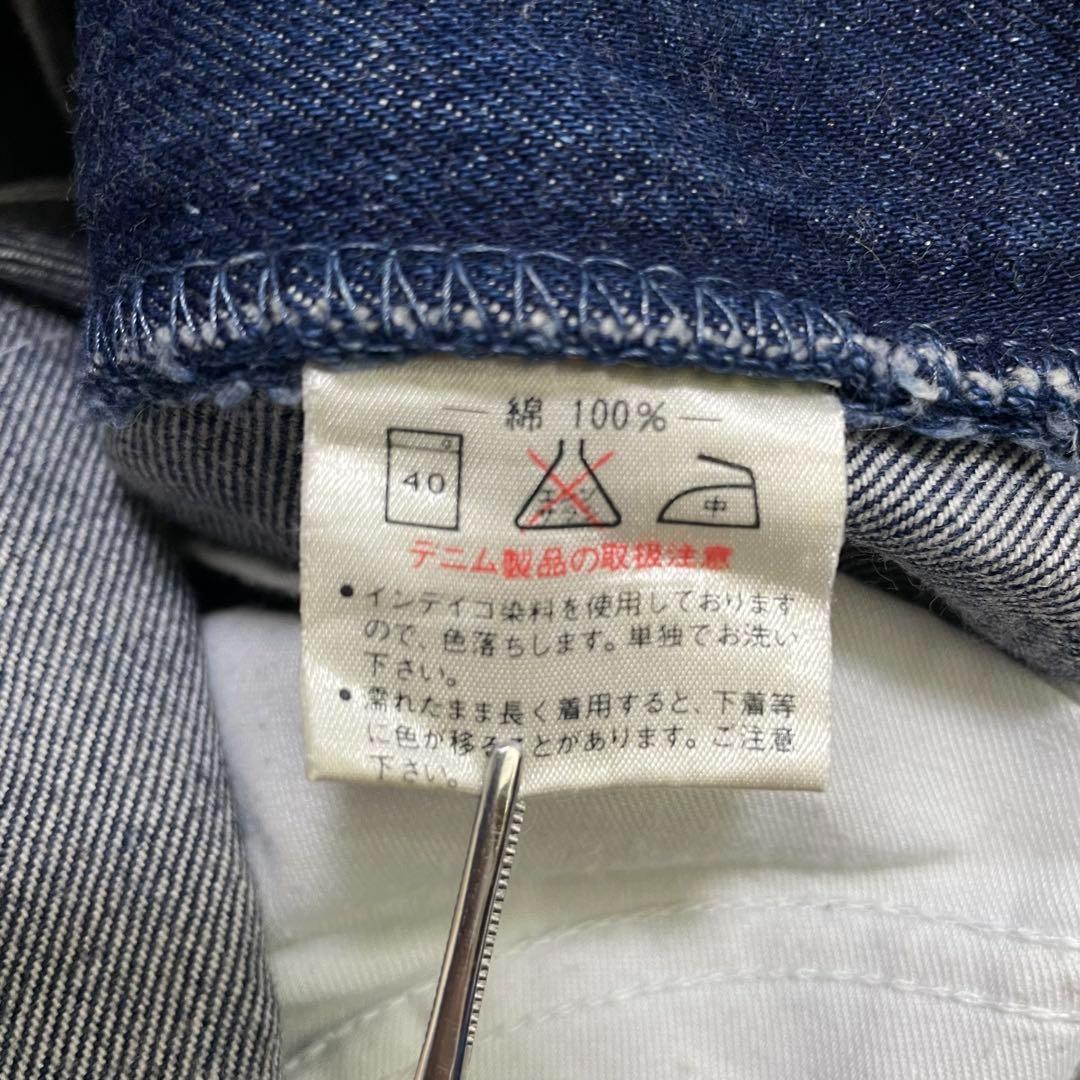 綿 100%
40
中
デニム製品の取扱注意
・インデイゴ染料を使用しております
ので、色落ちします。単独でお洗い
下さい。
・濡れたまま長く着用すると、下着等
に色が移ることがあります。ご注意
下さい。